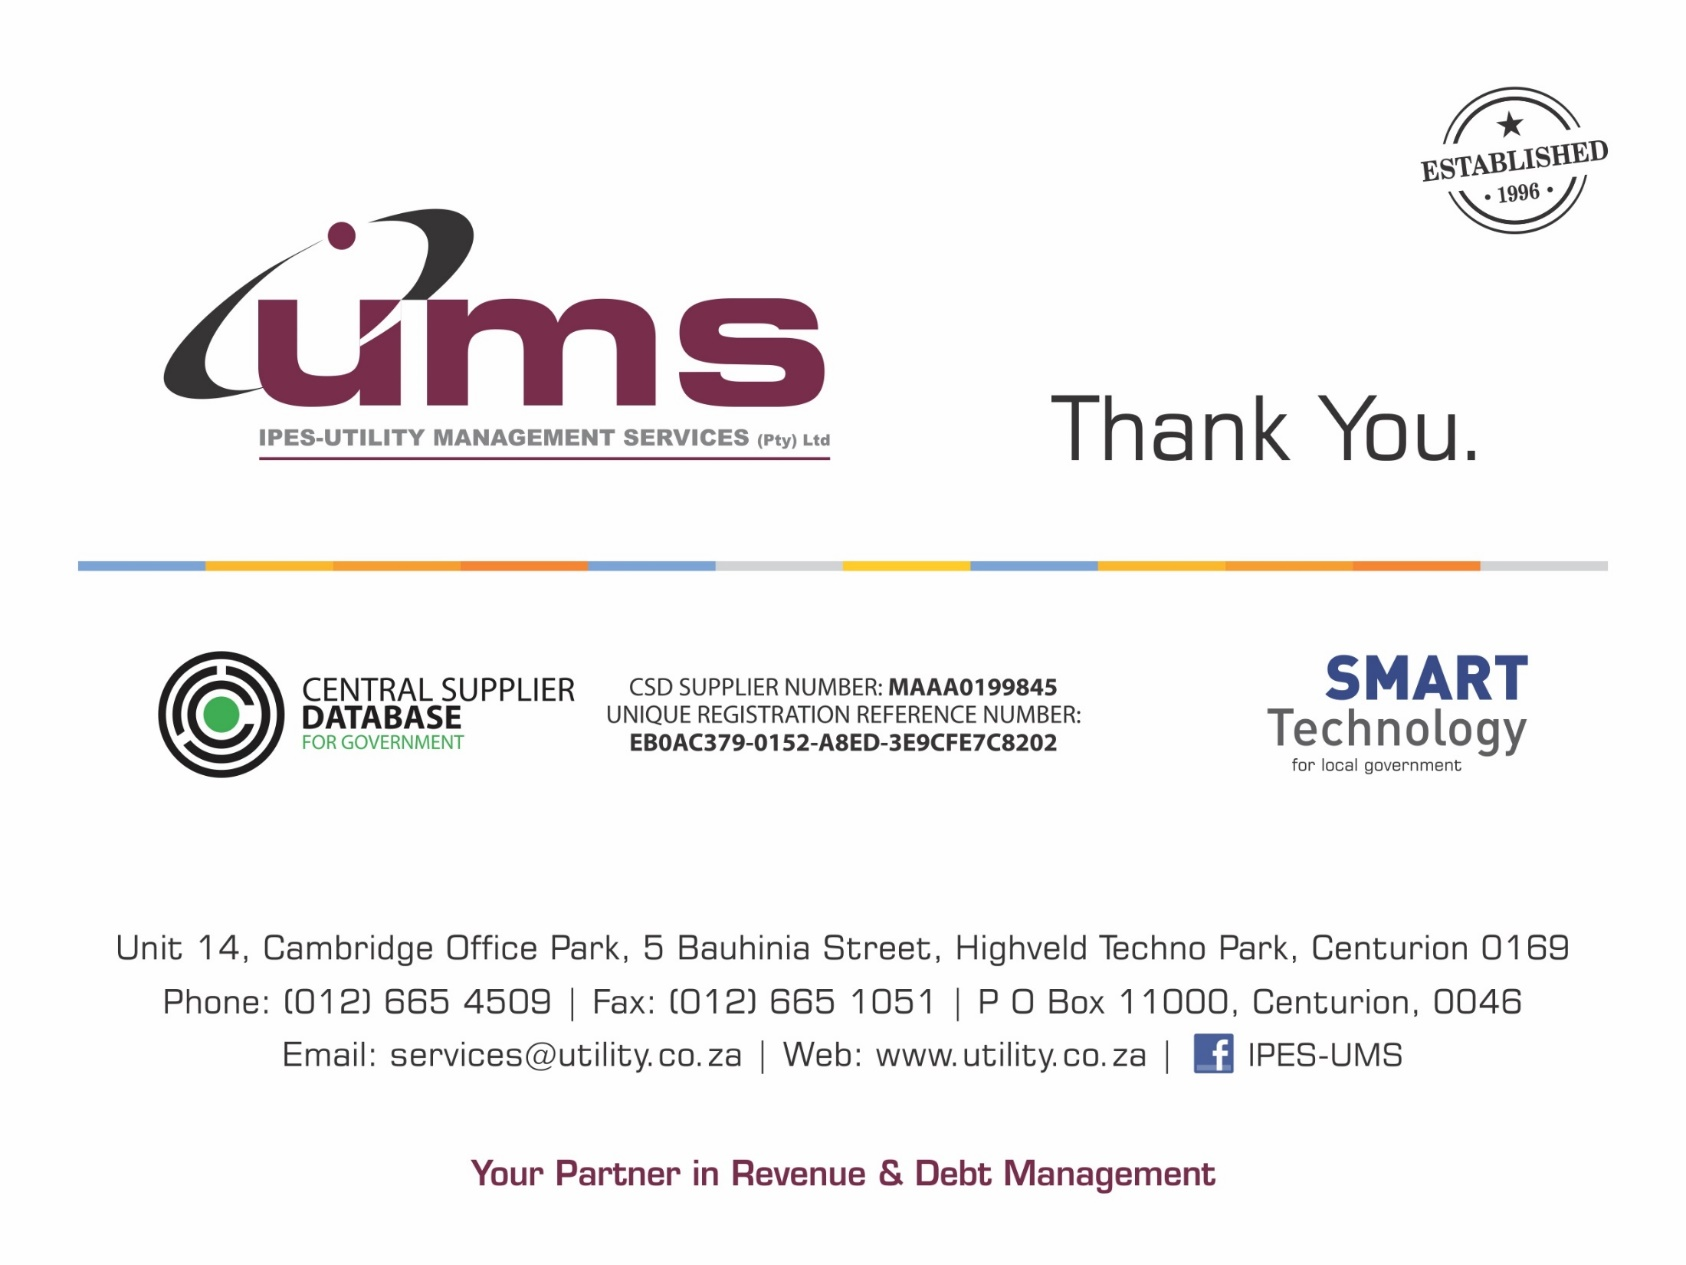 ESTABLISHED
• 1996 •
ums
IPES-UTILITY MANAGEMENT SERVICES (Pty) Ltd
Thank You.
CENTRAL SUPPLIER
DATABASE
FOR GOVERNMENT
CSD SUPPLIER NUMBER: MAAA0199845
UNIQUE REGISTRATION REFERENCE NUMBER:
EB0AC379-0152-A8ED-3E9CFE7C8202
SMART
Technology
for local government
Unit 14, Cambridge Office Park, 5 Bauhinia Street, Highveld Techno Park, Centurion 0169
Phone: (012) 665 4509 | Fax: (012) 665 1051 | P O Box 11000, Centurion, 0046
Email: services@utility.co.za | Web: www.utility.co.za | f IPES-UMS
Your Partner in Revenue & Debt Management